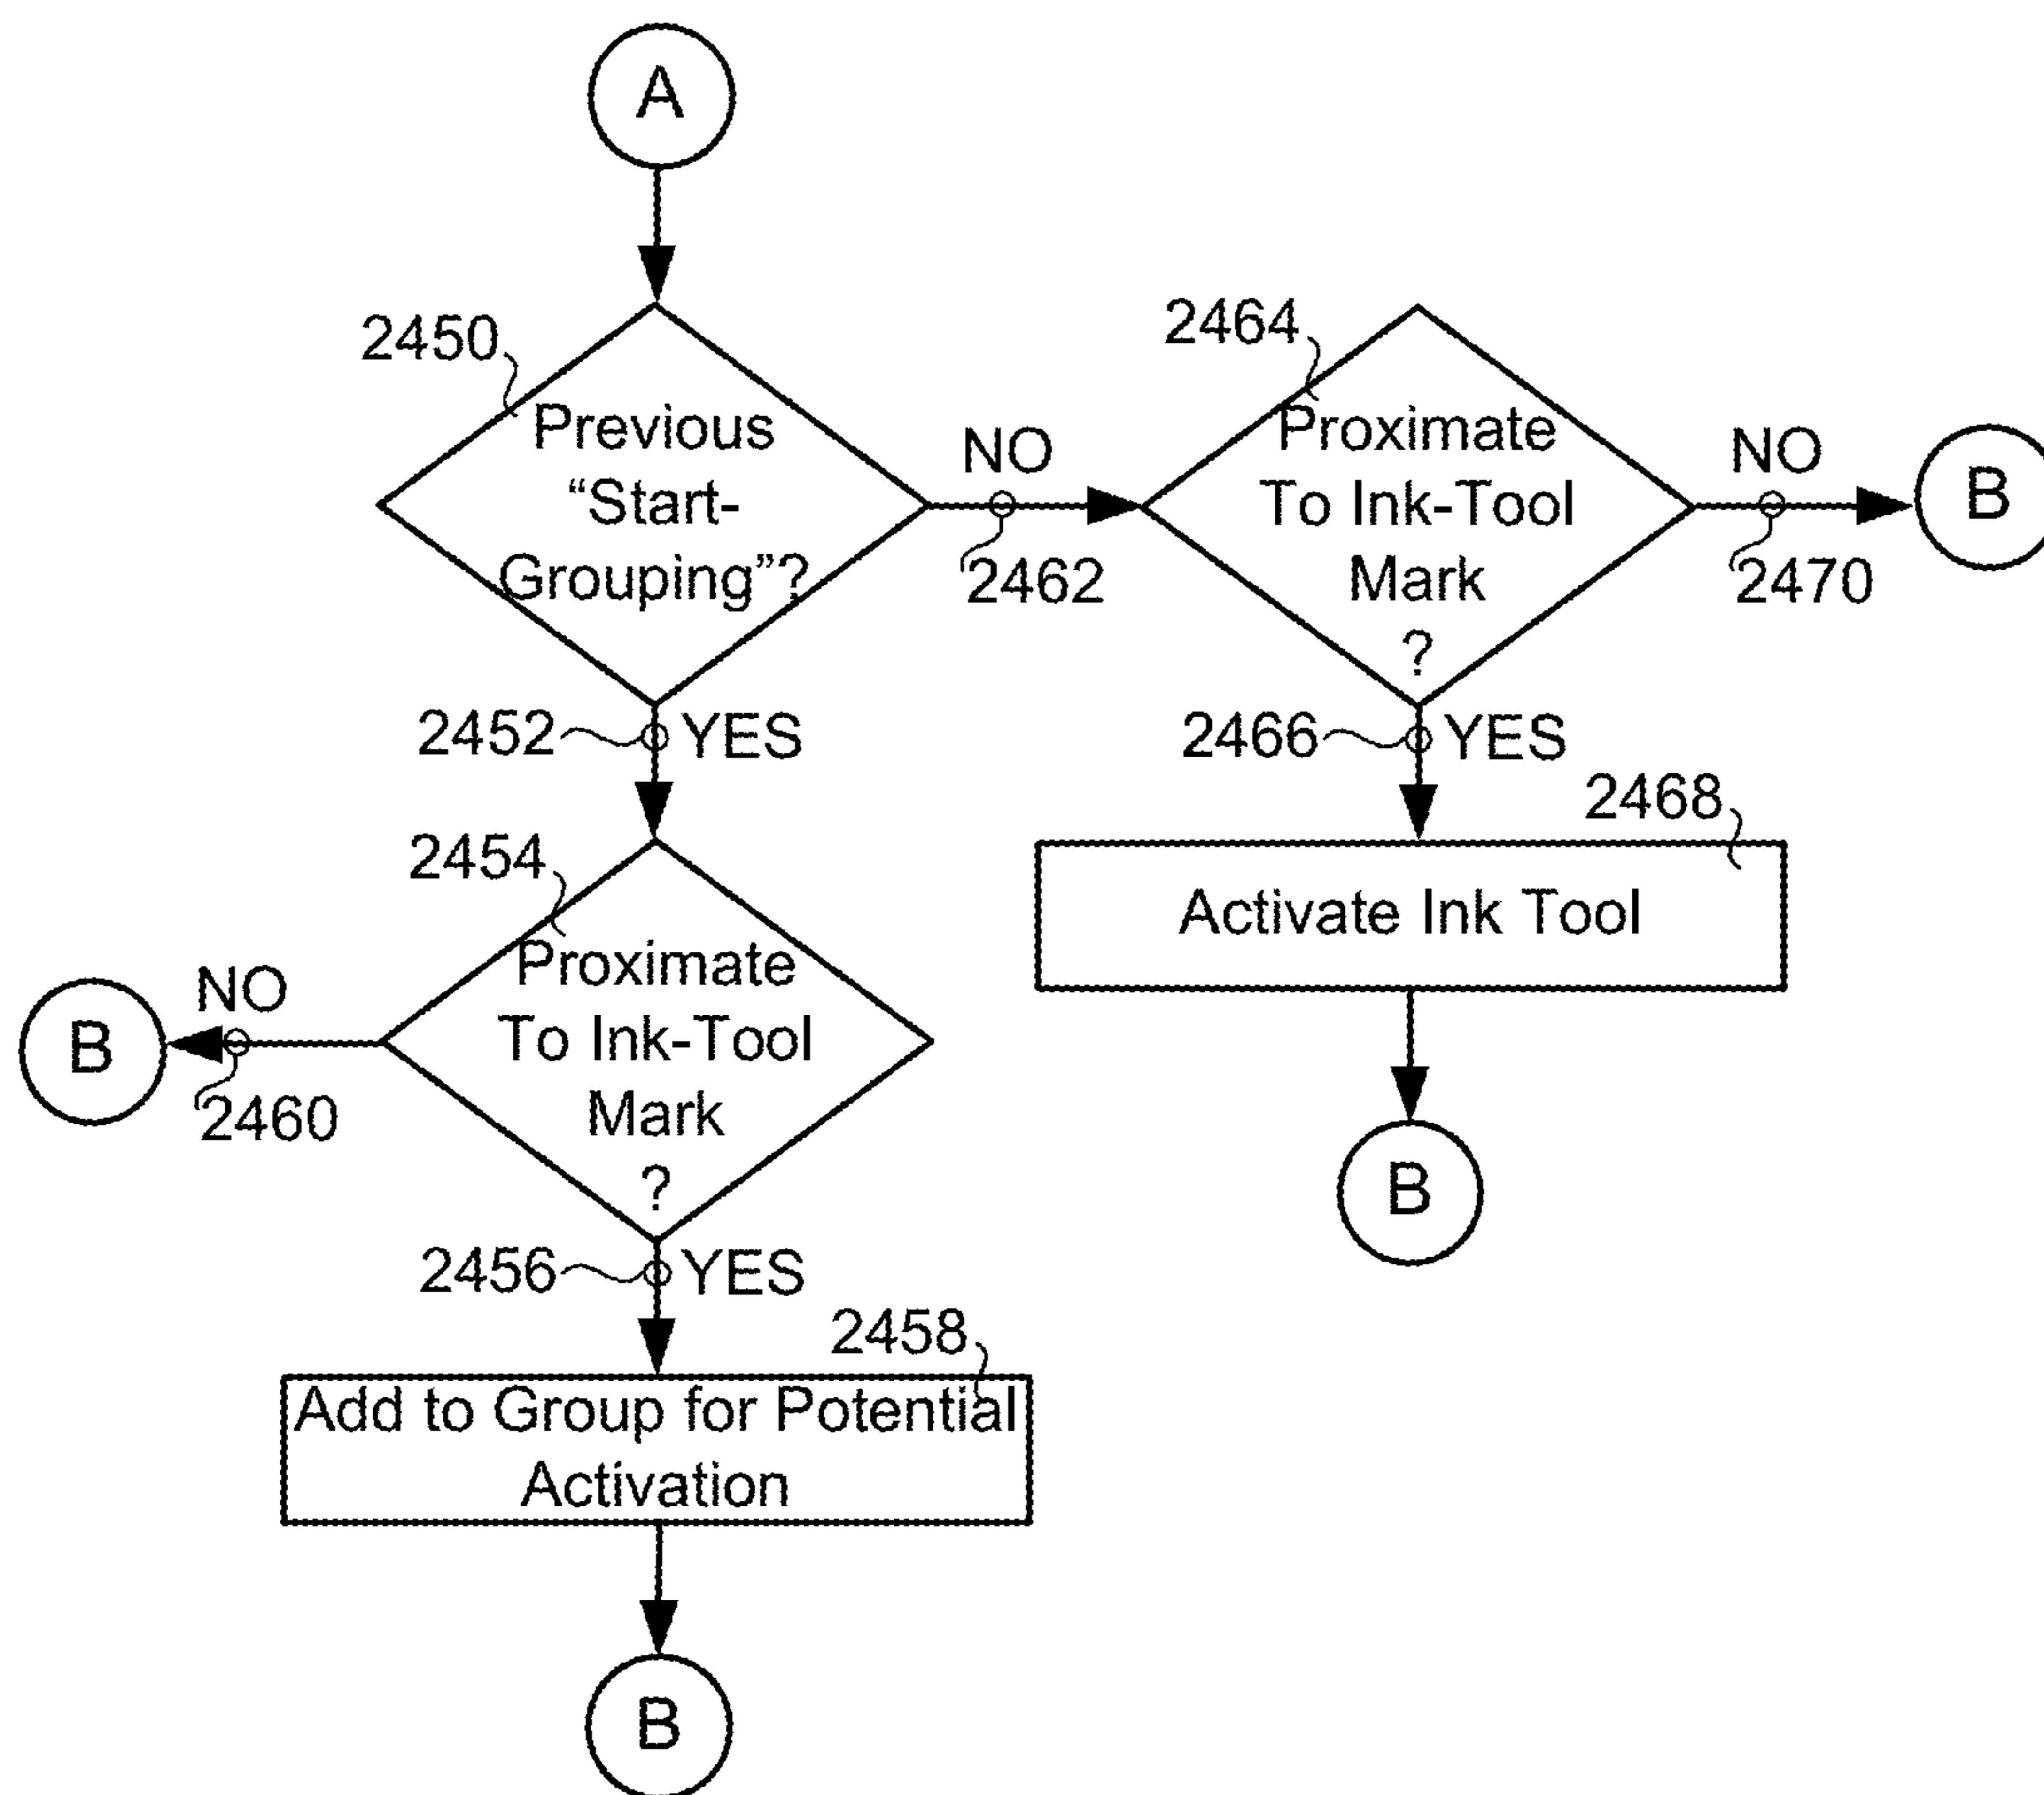 A
2450
Previous
“Start-
Grouping”?
NO
2462
2464
Proximate
To Ink-Tool
Mark
?
NO
2470
B
2452
YES
2466
YES
2468
Activate Ink Tool
B
2454
Proximate
To Ink-Tool
Mark
?
NO
2460
B
2456
YES
2458
Add to Group for Potential
Activation
B